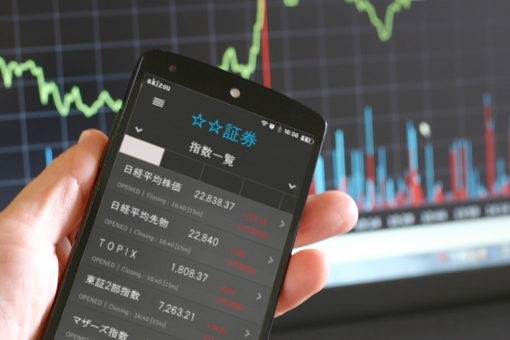 akizou
16:06
☆☆証券
指数一覧
日経平均株価 22,838.37
OPENED | Closing : 16:40 [15m]
日経平均先物 22,840
OPENED | Closing : 16:40 [15m]
TOPIX 1,808.37
OPENED | Closing : 16:40 [15m]
東証2部指数 7,263.21
OPENED | Closing : 16:40 [15m]
マザーズ指数